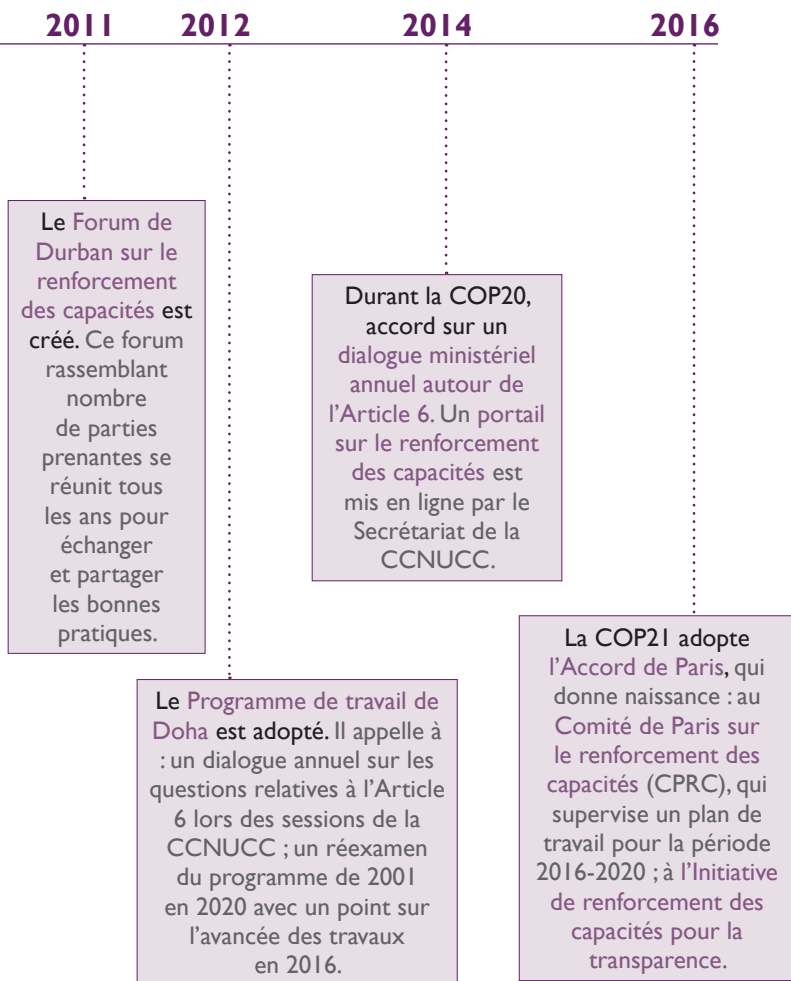 2011 2012 2014 2016
Le Forum de
Durban sur le
renforcement
des capacités est
créé. Ce forum
rassemblant
nombre
de parties
prenantes se
réunit tous
les ans pour
échanger
et partager
les bonnes
pratiques.
Le Programme de travail de
Doha est adopté. Il appelle à
: un dialogue annuel sur les
questions relatives à l’Article
6 lors des sessions de la
CCNUCC ; un réexamen
du programme de 2001
en 2020 avec un point sur
l’avancée des travaux
en 2016.
Durant la COP20,
accord sur un
dialogue ministériel
annuel autour de
l’Article 6. Un portail
sur le renforcement
des capacités est
mis en ligne par le
Secrétariat de la
CCNUCC.
La COP21 adopte
l’Accord de Paris, qui
donne naissance : au
Comité de Paris sur
le renforcement des
capacités (CPRC), qui
supervise un plan de
travail pour la période
2016-2020 ; à l’Initiative
de renforcement des
capacités pour la
transparence.